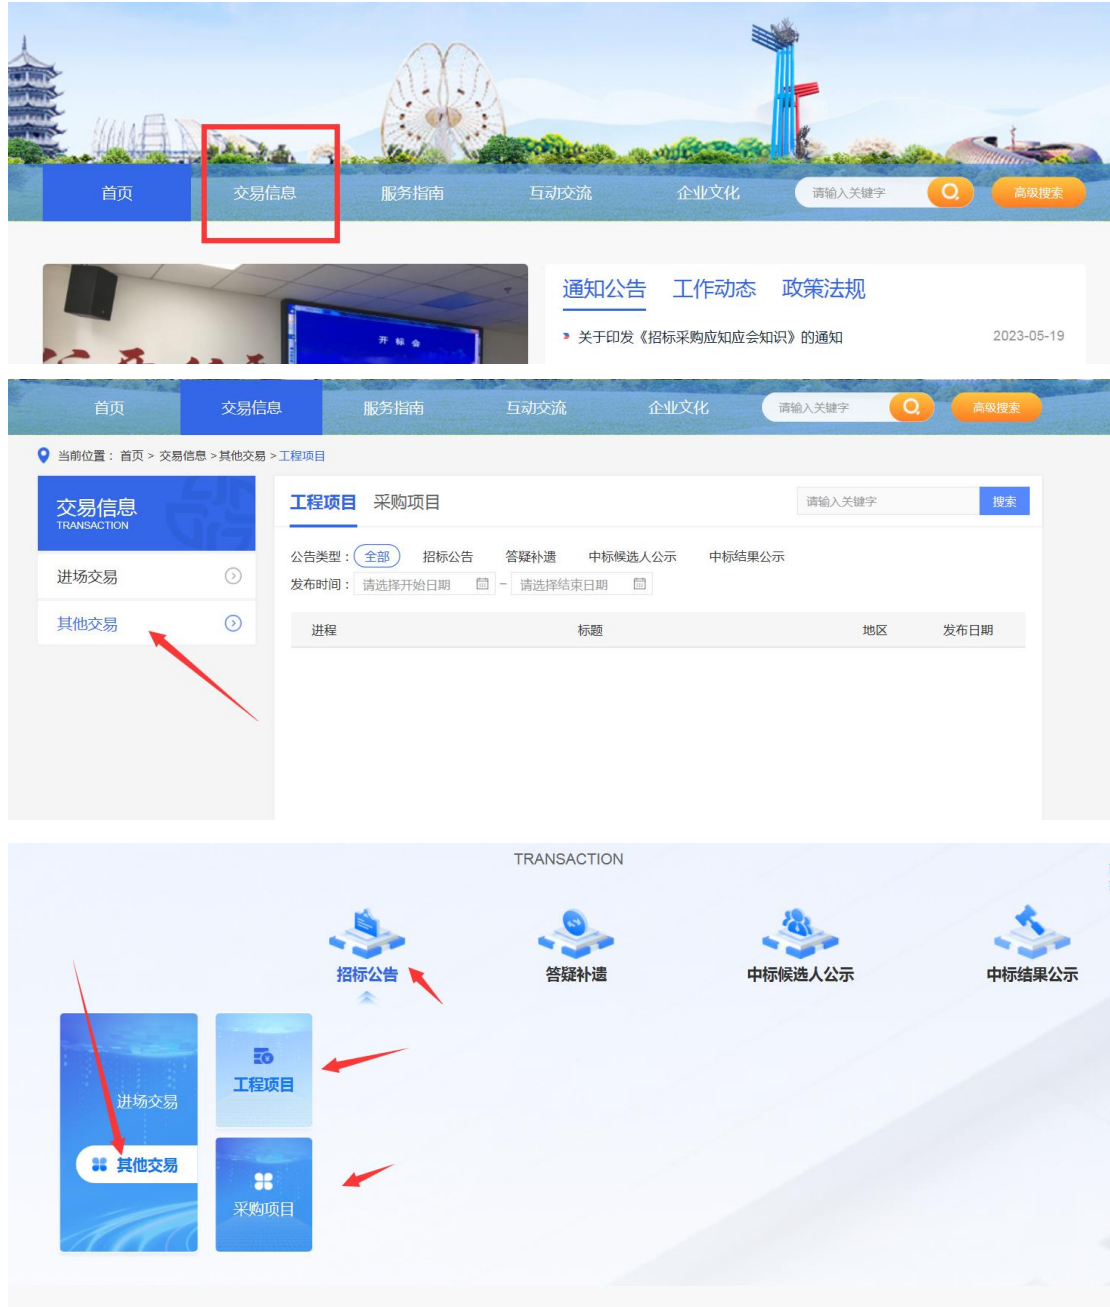 首页 交易信息 服务指南 互动交流 企业文化 请输入关键字 高级搜索
通知公告 工作动态 政策法规
关于印发《招标采购应知应会知识》的通知 2023-05-19
开标会
首页 交易信息 服务指南 互动交流 企业文化 请输入关键字 高级搜索
当前位置： 首页 > 交易信息 >其他交易 >工程项目
交易信息
TRANSACTION
进场交易
其他交易
工程项目 采购项目 请输入关键字 搜索
公告类型： 全部 招标公告 答疑补遗 中标候选人公示 中标结果公示
发布时间： 请选择开始日期 – 请选择结束日期
进程 标题 地区 发布日期
TRANSACTION
招标公告 答疑补遗 中标候选人公示 中标结果公示
进场交易
其他交易
工程项目
采购项目